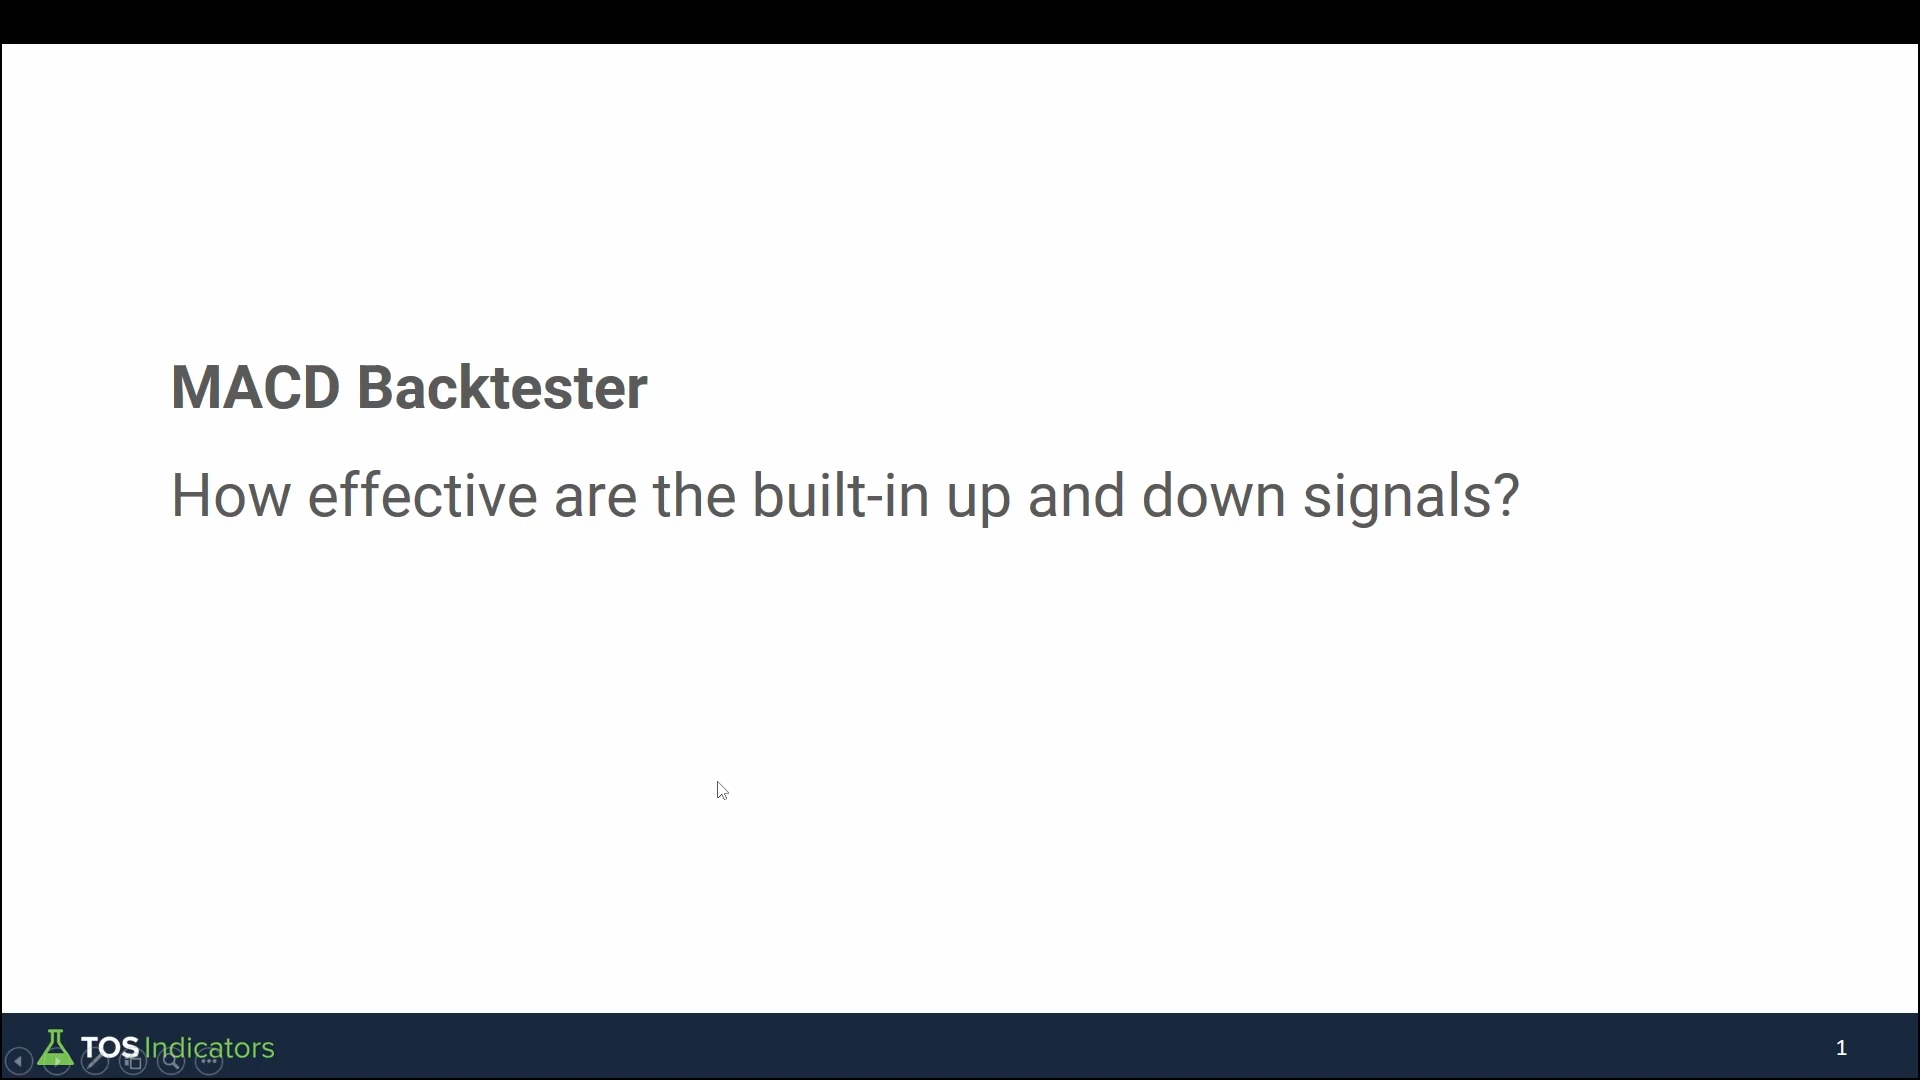 MACD Backtester
How effective are the built-in up and down signals?
TOS Indicators
1